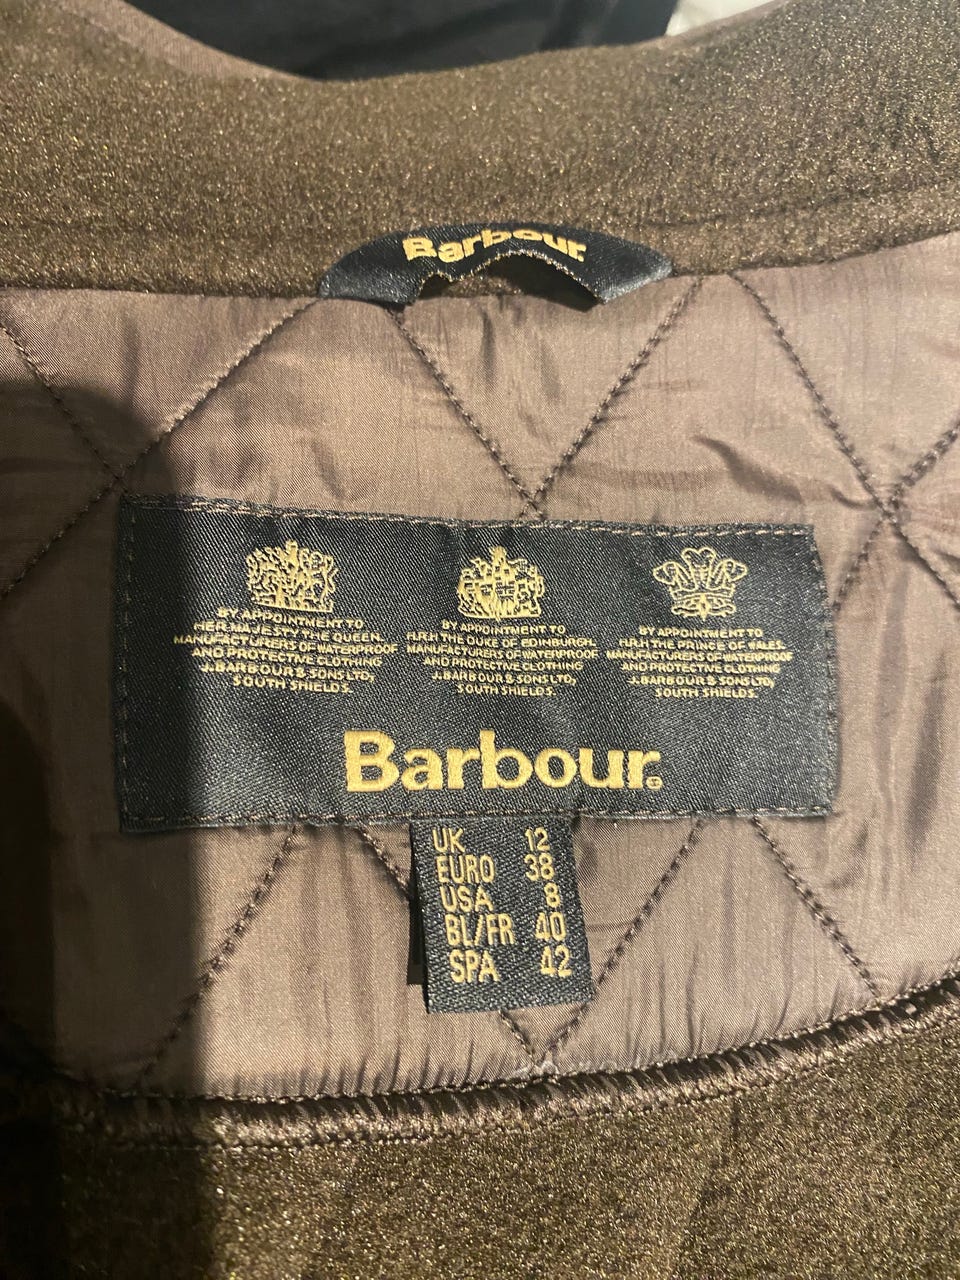 Barbour.
BY APPOINTMENT TO
HER MAJESTY THE QUEEN.
MANUFACTURERS OF WATERPROOF
AND PROTECTIVE CLOTHING
J.BARBOUR & SONS LTD,
SOUTH SHIELDS.
BY APPOINTMENT TO
H.R.H THE DUKE OF EDINBURGH.
MANUFACTURERS OF WATERPROOF
AND PROTECTIVE CLOTHING
J.BARBOUR & SONS LTD,
SOUTH SHIELDS.
BY APPOINTMENT TO
H.R.H THE PRINCE OF WALES.
MANUFACTURERS OF WATERPROOF
AND PROTECTIVE CLOTHING
J.BARBOUR & SONS LTD,
SOUTH SHIELDS.
Barbour.®
UK 12
EURO 38
USA 8
BL/FR 40
SPA 42